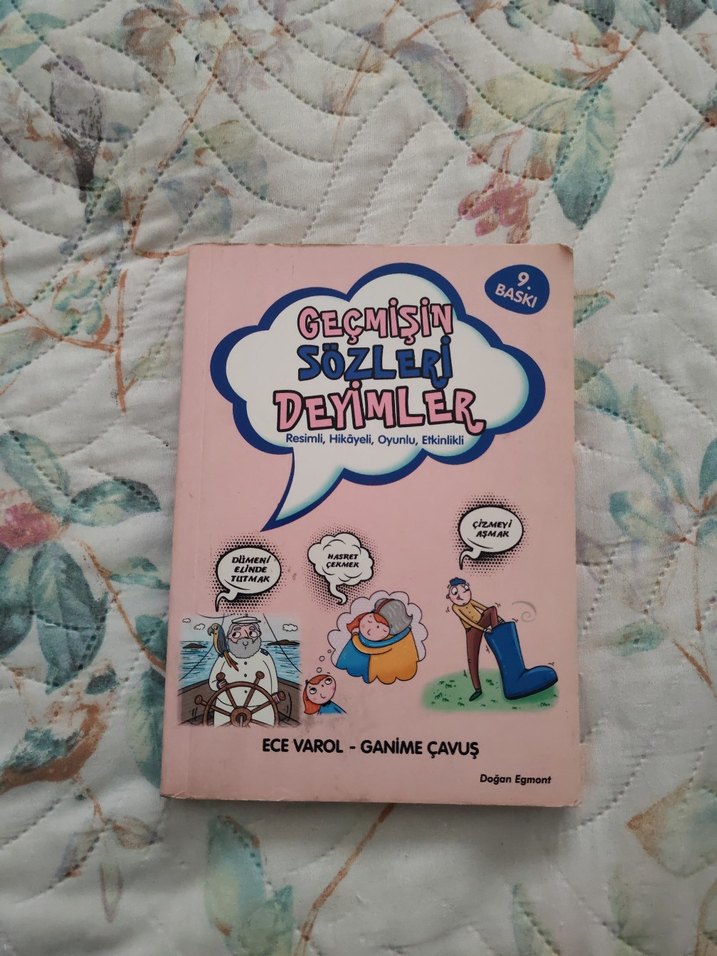 9.
BASKI
GEÇMİŞİN
SÖZLERİ
DEYİMLER
Resimli, Hikâyeli, Oyunlu, Etkinlikli
ÇİZMEYİ
AŞMAK
HASRET
ÇEKMEK
DÜMENİ
ELİNDE
TUTMAK
ECE VAROL - GANİME ÇAVUŞ
Doğan Egmont